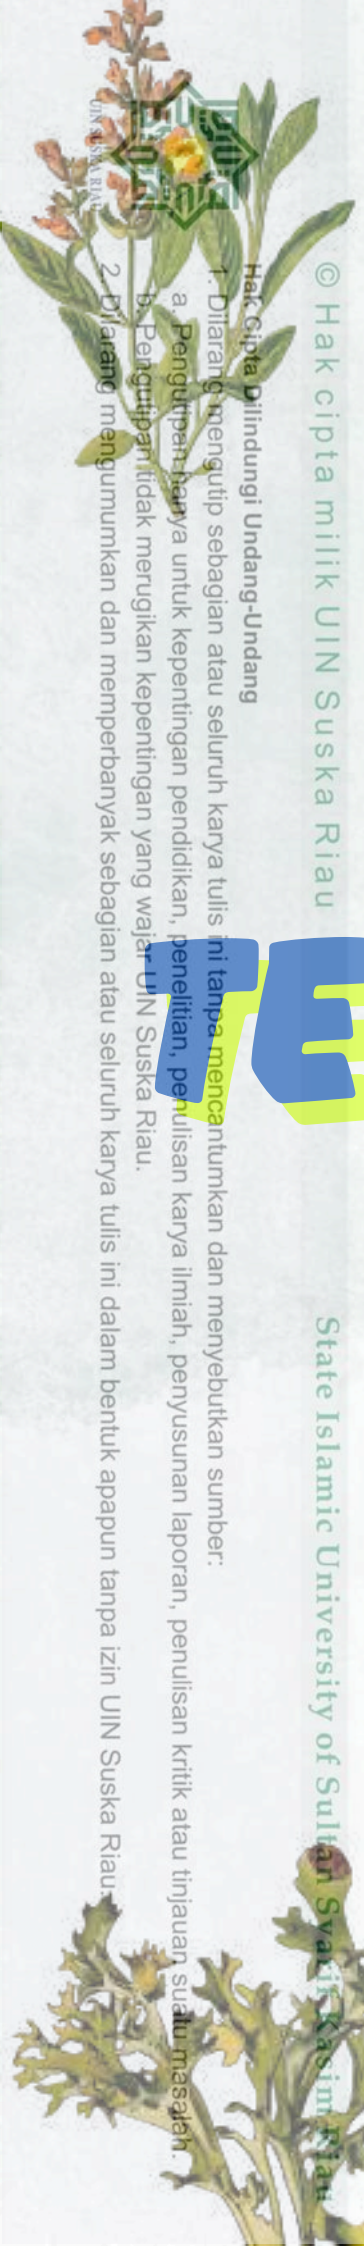 © Hak cipta milik UIN Suska Riau
State Islamic University of Sultan Syarif Kasim Riau
Hak Cipta Dilindungi Undang-Undang
1. Dilarang mengutip sebagian atau seluruh karya tulis ini tanpa mencantumkan dan menyebutkan sumber:
a. Pengutipan hanya untuk kepentingan pendidikan, penelitian, penulisan karya ilmiah, penyusunan laporan, penulisan kritik atau tinjauan suatu masalah.
b. Pengutipan tidak merugikan kepentingan yang wajar UIN Suska Riau.
2. Dilarang mengumumkan dan memperbanyak sebagian atau seluruh karya tulis ini dalam bentuk apapun tanpa izin UIN Suska Riau.
UIN SUSKA RIAU
TE